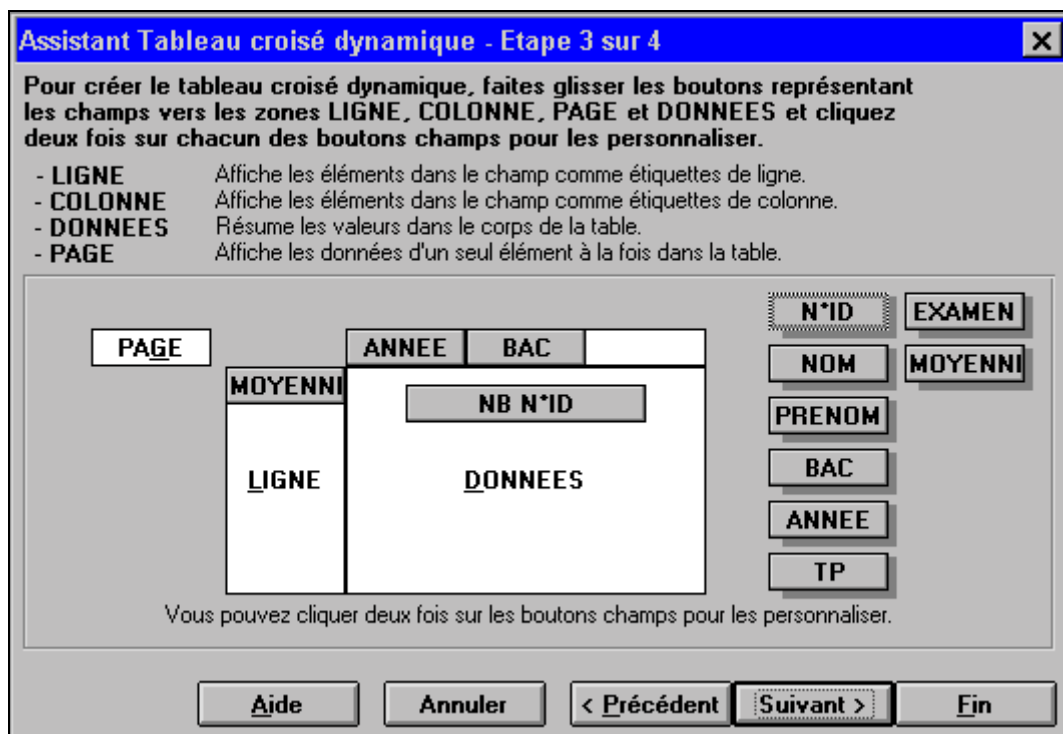 Assistant Tableau croisé dynamique - Etape 3 sur 4
Pour créer le tableau croisé dynamique, faites glisser les boutons représentant
les champs vers les zones LIGNE, COLONNE, PAGE et DONNEES et cliquez
deux fois sur chacun des boutons champs pour les personnaliser.
- LIGNE Affiche les éléments dans le champ comme étiquettes de ligne.
- COLONNE Affiche les éléments dans le champ comme étiquettes de colonne.
- DONNEES Résume les valeurs dans le corps de la table.
- PAGE Affiche les données d'un seul élément à la fois dans la table.
N°ID EXAMEN
PAGE ANNEE BAC NOM MOYENNI
MOYENNI
NB N°ID PRENOM
LIGNE DONNEES BAC
ANNEE
TP
Vous pouvez cliquer deux fois sur les boutons champs pour les personnaliser.
Aide Annuler < Précédent Suivant > Fin